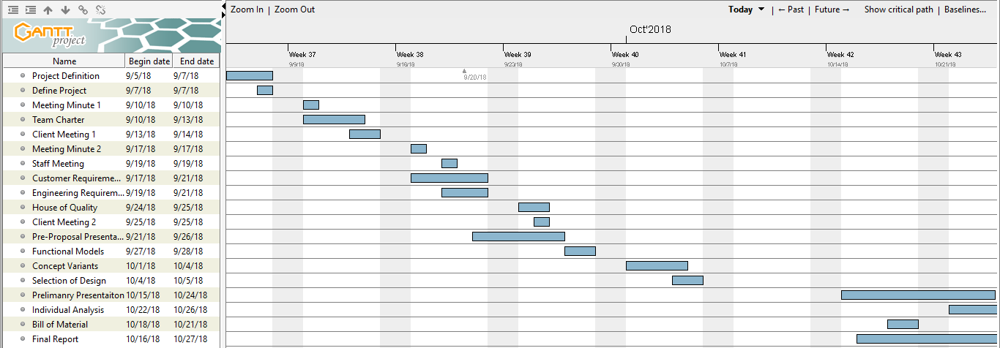 Zoom In | Zoom Out Today | ← Past | Future → Show critical path | Baselines...
GANTT project
Oct'2018
Name Begin date End date Week 37 Week 38 Week 39 Week 40 Week 41 Week 42 Week 43
9/9/18 9/16/18 9/23/18 9/30/18 10/7/18 10/14/18 10/21/18
Project Definition 9/5/18 9/7/18 9/20/18
Define Project 9/7/18 9/7/18
Meeting Minute 1 9/10/18 9/10/18
Team Charter 9/10/18 9/13/18
Client Meeting 1 9/13/18 9/14/18
Meeting Minute 2 9/17/18 9/17/18
Staff Meeting 9/19/18 9/19/18
Customer Requireme... 9/17/18 9/21/18
Engineering Requirem... 9/19/18 9/21/18
House of Quality 9/24/18 9/25/18
Client Meeting 2 9/25/18 9/25/18
Pre-Proposal Presenta... 9/21/18 9/26/18
Functional Models 9/27/18 9/28/18
Concept Variants 10/1/18 10/4/18
Selection of Design 10/4/18 10/5/18
Prelimanry Presentaiton 10/15/18 10/24/18
Individual Analysis 10/22/18 10/26/18
Bill of Material 10/18/18 10/21/18
Final Report 10/16/18 10/27/18